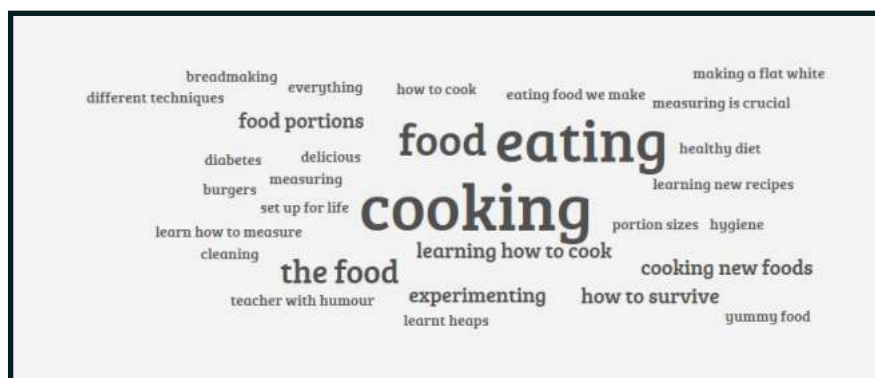 making a flat white
breadmaking
everything
how to cook
eating food we make
different techniques
measuring is crucial
food portions
food
eating
healthy diet
diabetes
delicious
measuring
burgers
learning new recipes
set up for life
cooking
portion sizes
hygiene
learn how to measure
cleaning
learning how to cook
the food
cooking new foods
teacher with humour
experimenting
how to survive
learnt heaps
yummy food